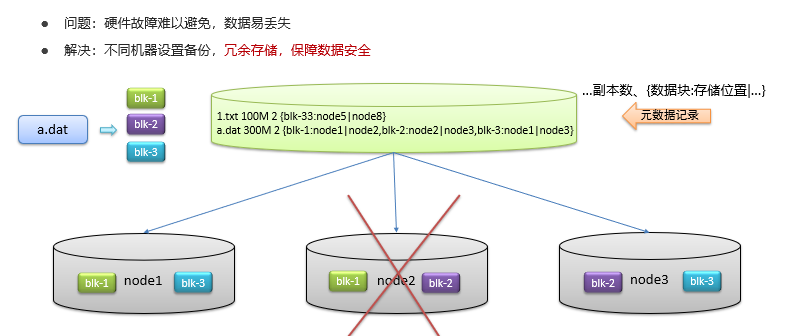 ● 问题：硬件故障难以避免，数据易丢失
● 解决：不同机器设置备份，冗余存储，保障数据安全
...副本数、{数据块:存储位置|...}
元数据记录
a.dat
blk-1
blk-2
blk-3
1.txt 100M 2 {blk-33:node5|node8}
a.dat 300M 2 {blk-1:node1|node2,blk-2:node2|node3,blk-3:node1|node3}
blk-1 node1 blk-3
blk-1 node2 blk-2
blk-2 node3 blk-3